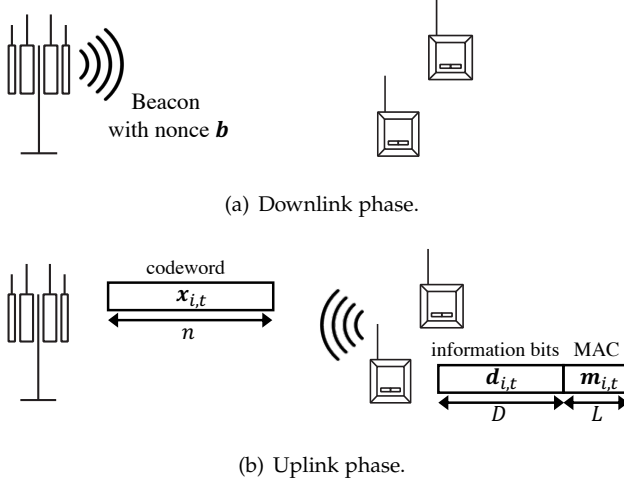 Beacon
with nonce b
(a) Downlink phase.
codeword
x_{i,t}
n
information bits MAC
d_{i,t} m_{i,t}
D L
(b) Uplink phase.